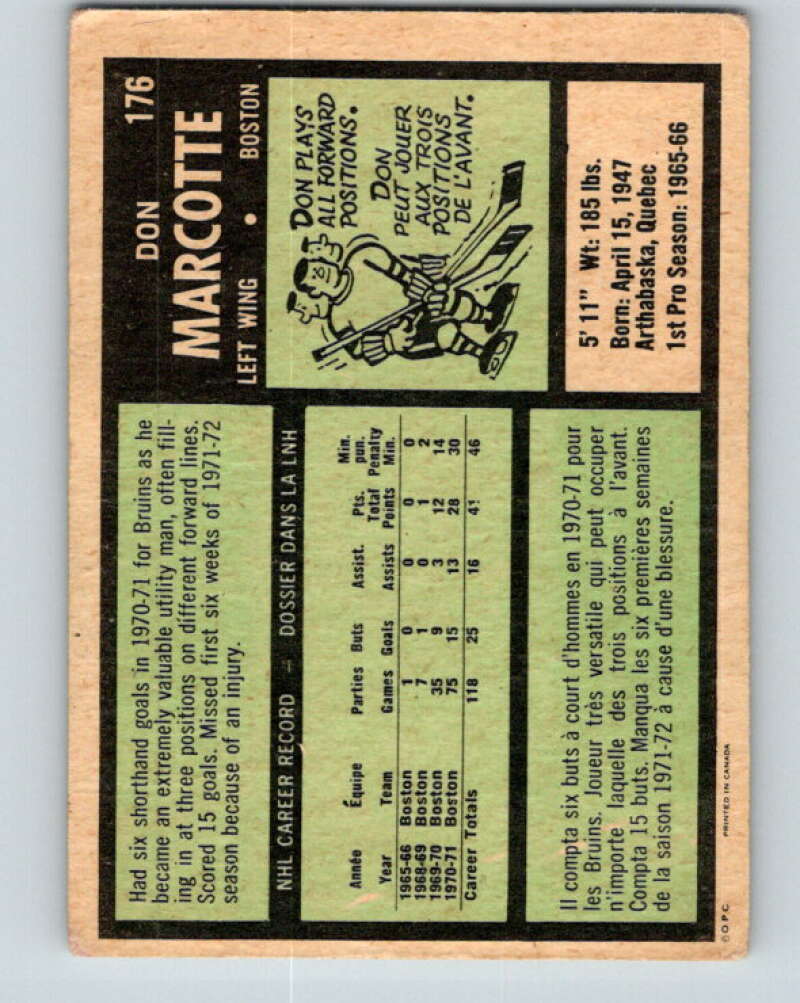 DON 176
MARCOTTE
LEFT WING • BOSTON
Had six shorthand goals in 1970-71 for Bruins as he
became an extremely valuable utility man, often fill-
ing in at three positions on different forward lines.
Scored 15 goals. Missed first six weeks of 1971-72
season because of an injury.
DON PLAYS
ALL FORWARD
POSITIONS.
DON
PEUT JOUER
AUX TROIS
POSITIONS
DE L'AVANT.
NHL CAREER RECORD — DOSSIER DANS LA LNH
Année Équipe Parties Buts Assist. Pts. Min. pun.
Year Team Games Goals Assists Total Points Penalty Min.
1965-66 Boston 1 0 0 0 0
1968-69 Boston 7 1 0 1 2
1969-70 Boston 35 9 3 12 14
1970-71 Boston 75 15 13 28 30
Career Totals 118 25 16 41 46
5' 11" Wt: 185 lbs.
Born: April 15, 1947
Arthabaska, Quebec
1st Pro Season: 1965-66
Il compta six buts à court d'hommes en 1970-71 pour
les Bruins. Joueur très versatile qui peut occuper
n'importe laquelle des trois positions à l'avant.
Compta 15 buts. Manqua les six premières semaines
de la saison 1971-72 à cause d'une blessure.
© O.P.C. PRINTED IN CANADA